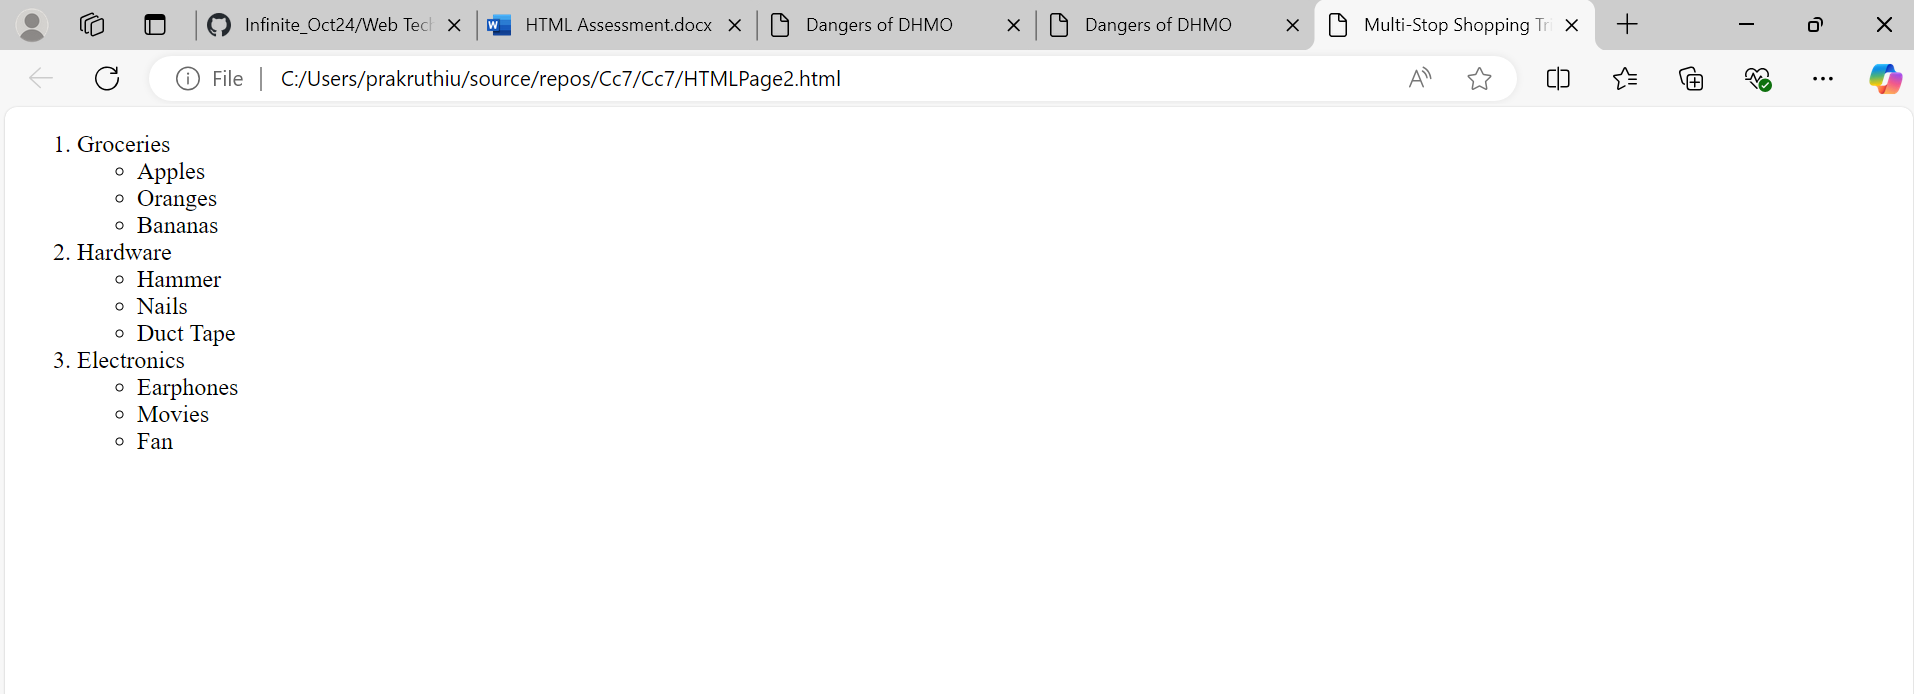 Infinite_Oct24/Web Tech
HTML Assessment.docx
Dangers of DHMO
Dangers of DHMO
Multi-Stop Shopping Tri
File
C:/Users/prakruthiu/source/repos/Cc7/Cc7/HTMLPage2.html
1. Groceries
Apples
Oranges
Bananas
2. Hardware
Hammer
Nails
Duct Tape
3. Electronics
Earphones
Movies
Fan